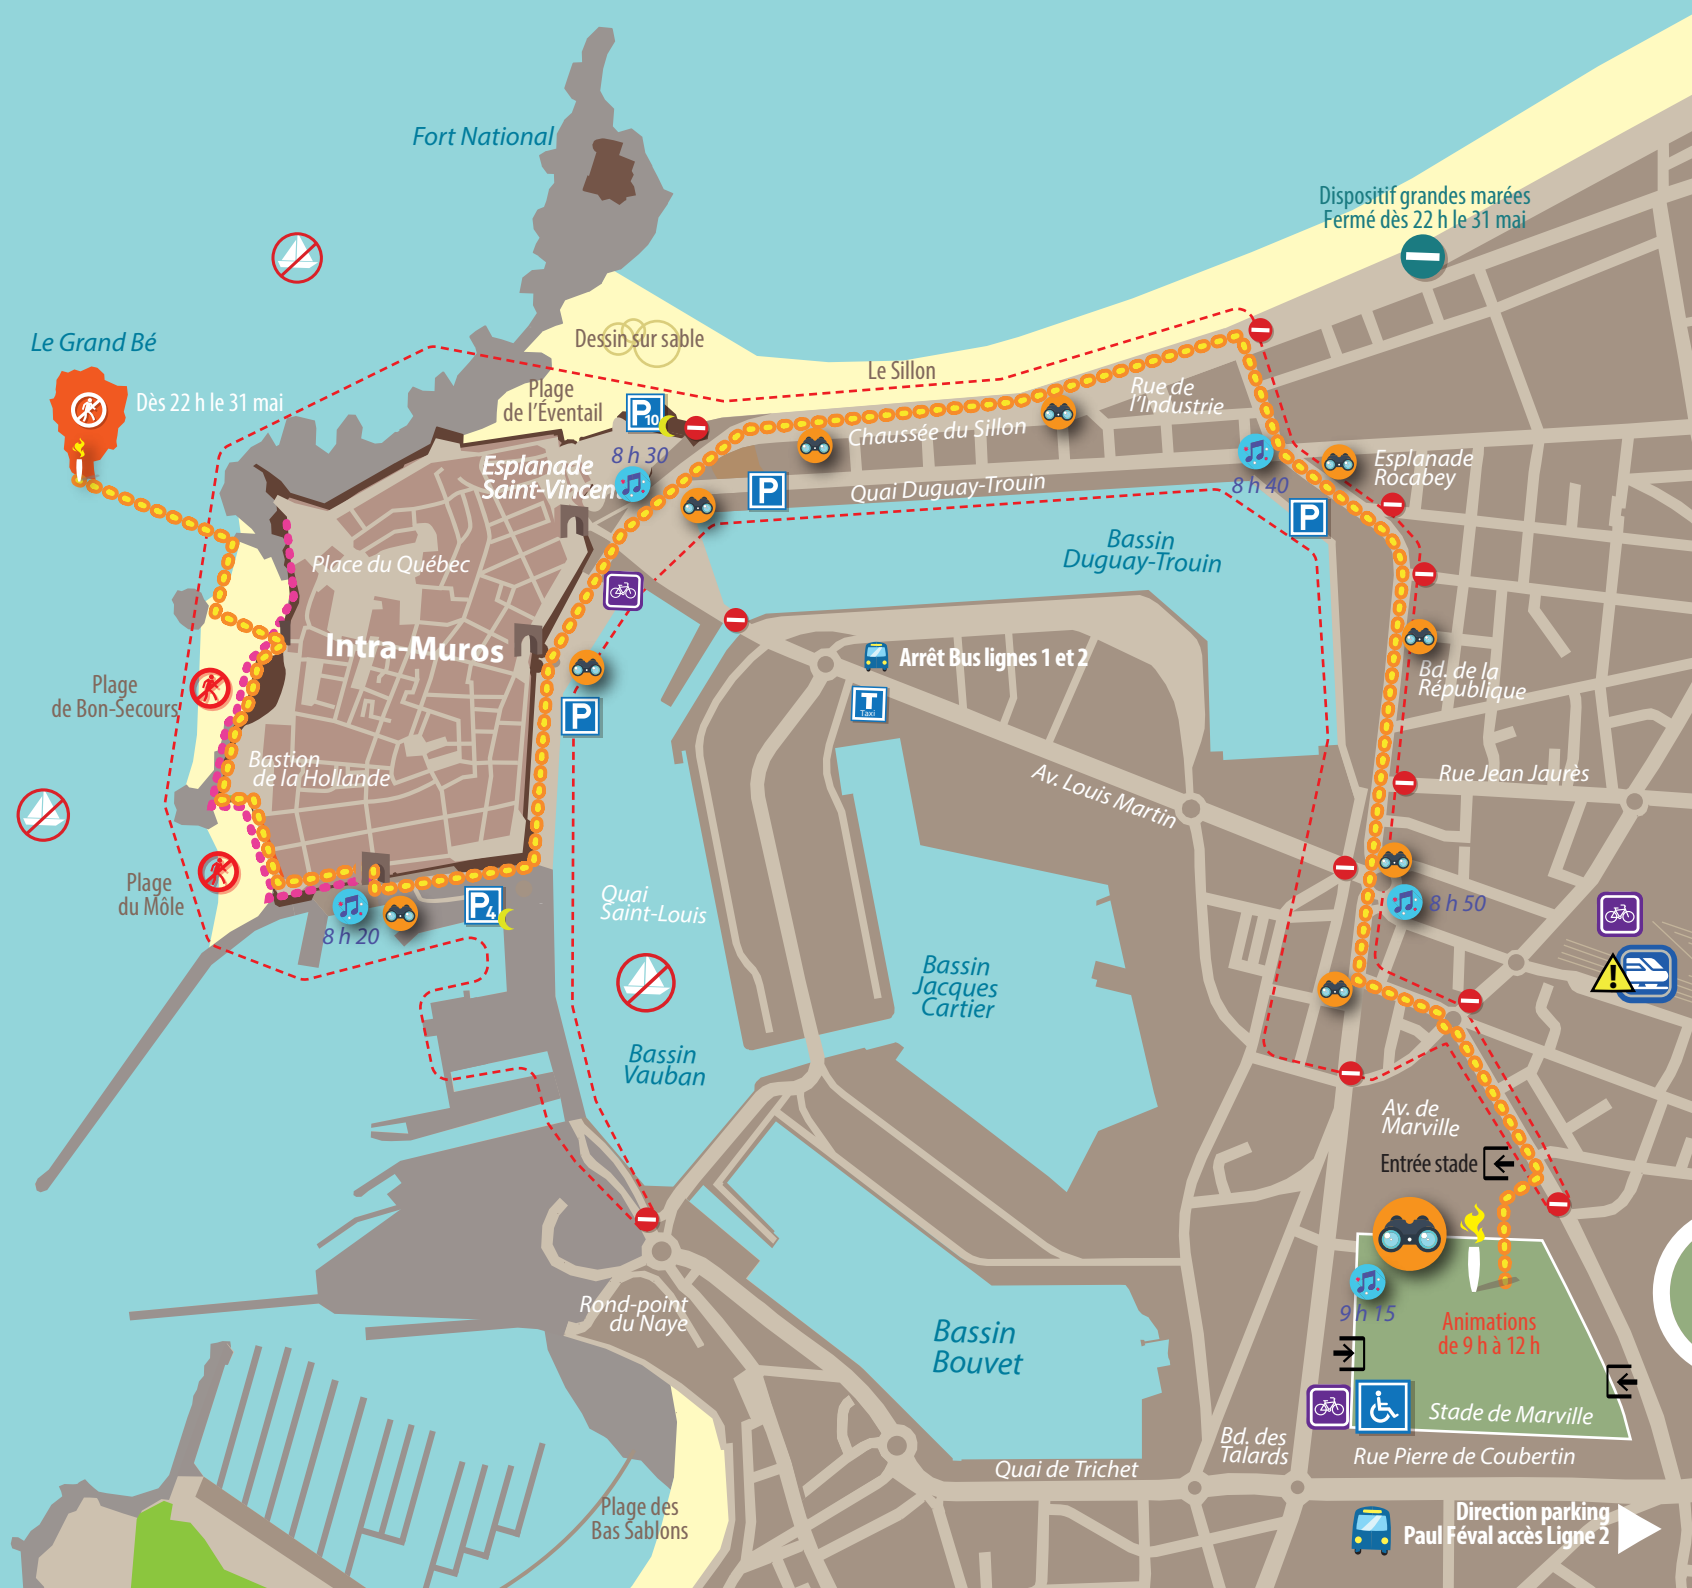 Fort National
Dispositif grandes marées
Fermé dès 22 h le 31 mai
Le Grand Bé
Dès 22 h le 31 mai
Dessin sur sable
Le Sillon
Plage
de l'Éventail
P10
8 h 30
Esplanade
Saint-Vincen
Rue de
l'Industrie
Chaussée du Sillon
Quai Duguay-Trouin
P
8 h 40
Esplanade
Rocabey
P
Bassin
Duguay-Trouin
Place du Québec
Intra-Muros
Arrêt Bus lignes 1 et 2
T
Taxi
Plage
de Bon-Secours
P
Bd. de la
République
Bastion
de la Hollande
Av. Louis Martin
Rue Jean Jaurès
Plage
du Môle
8 h 20
P4
Quai
Saint-Louis
8 h 50
Bassin
Jacques
Cartier
!
Bassin
Vauban
Av. de
Marville
Entrée stade
Rond-point
du Naye
9 h 15
Animations
de 9 h à 12 h
Bassin
Bouvet
Stade de Marville
Bd. des
Talards
Rue Pierre de Coubertin
Quai de Trichet
Plage des
Bas Sablons
Direction parking
Paul Féval accès Ligne 2